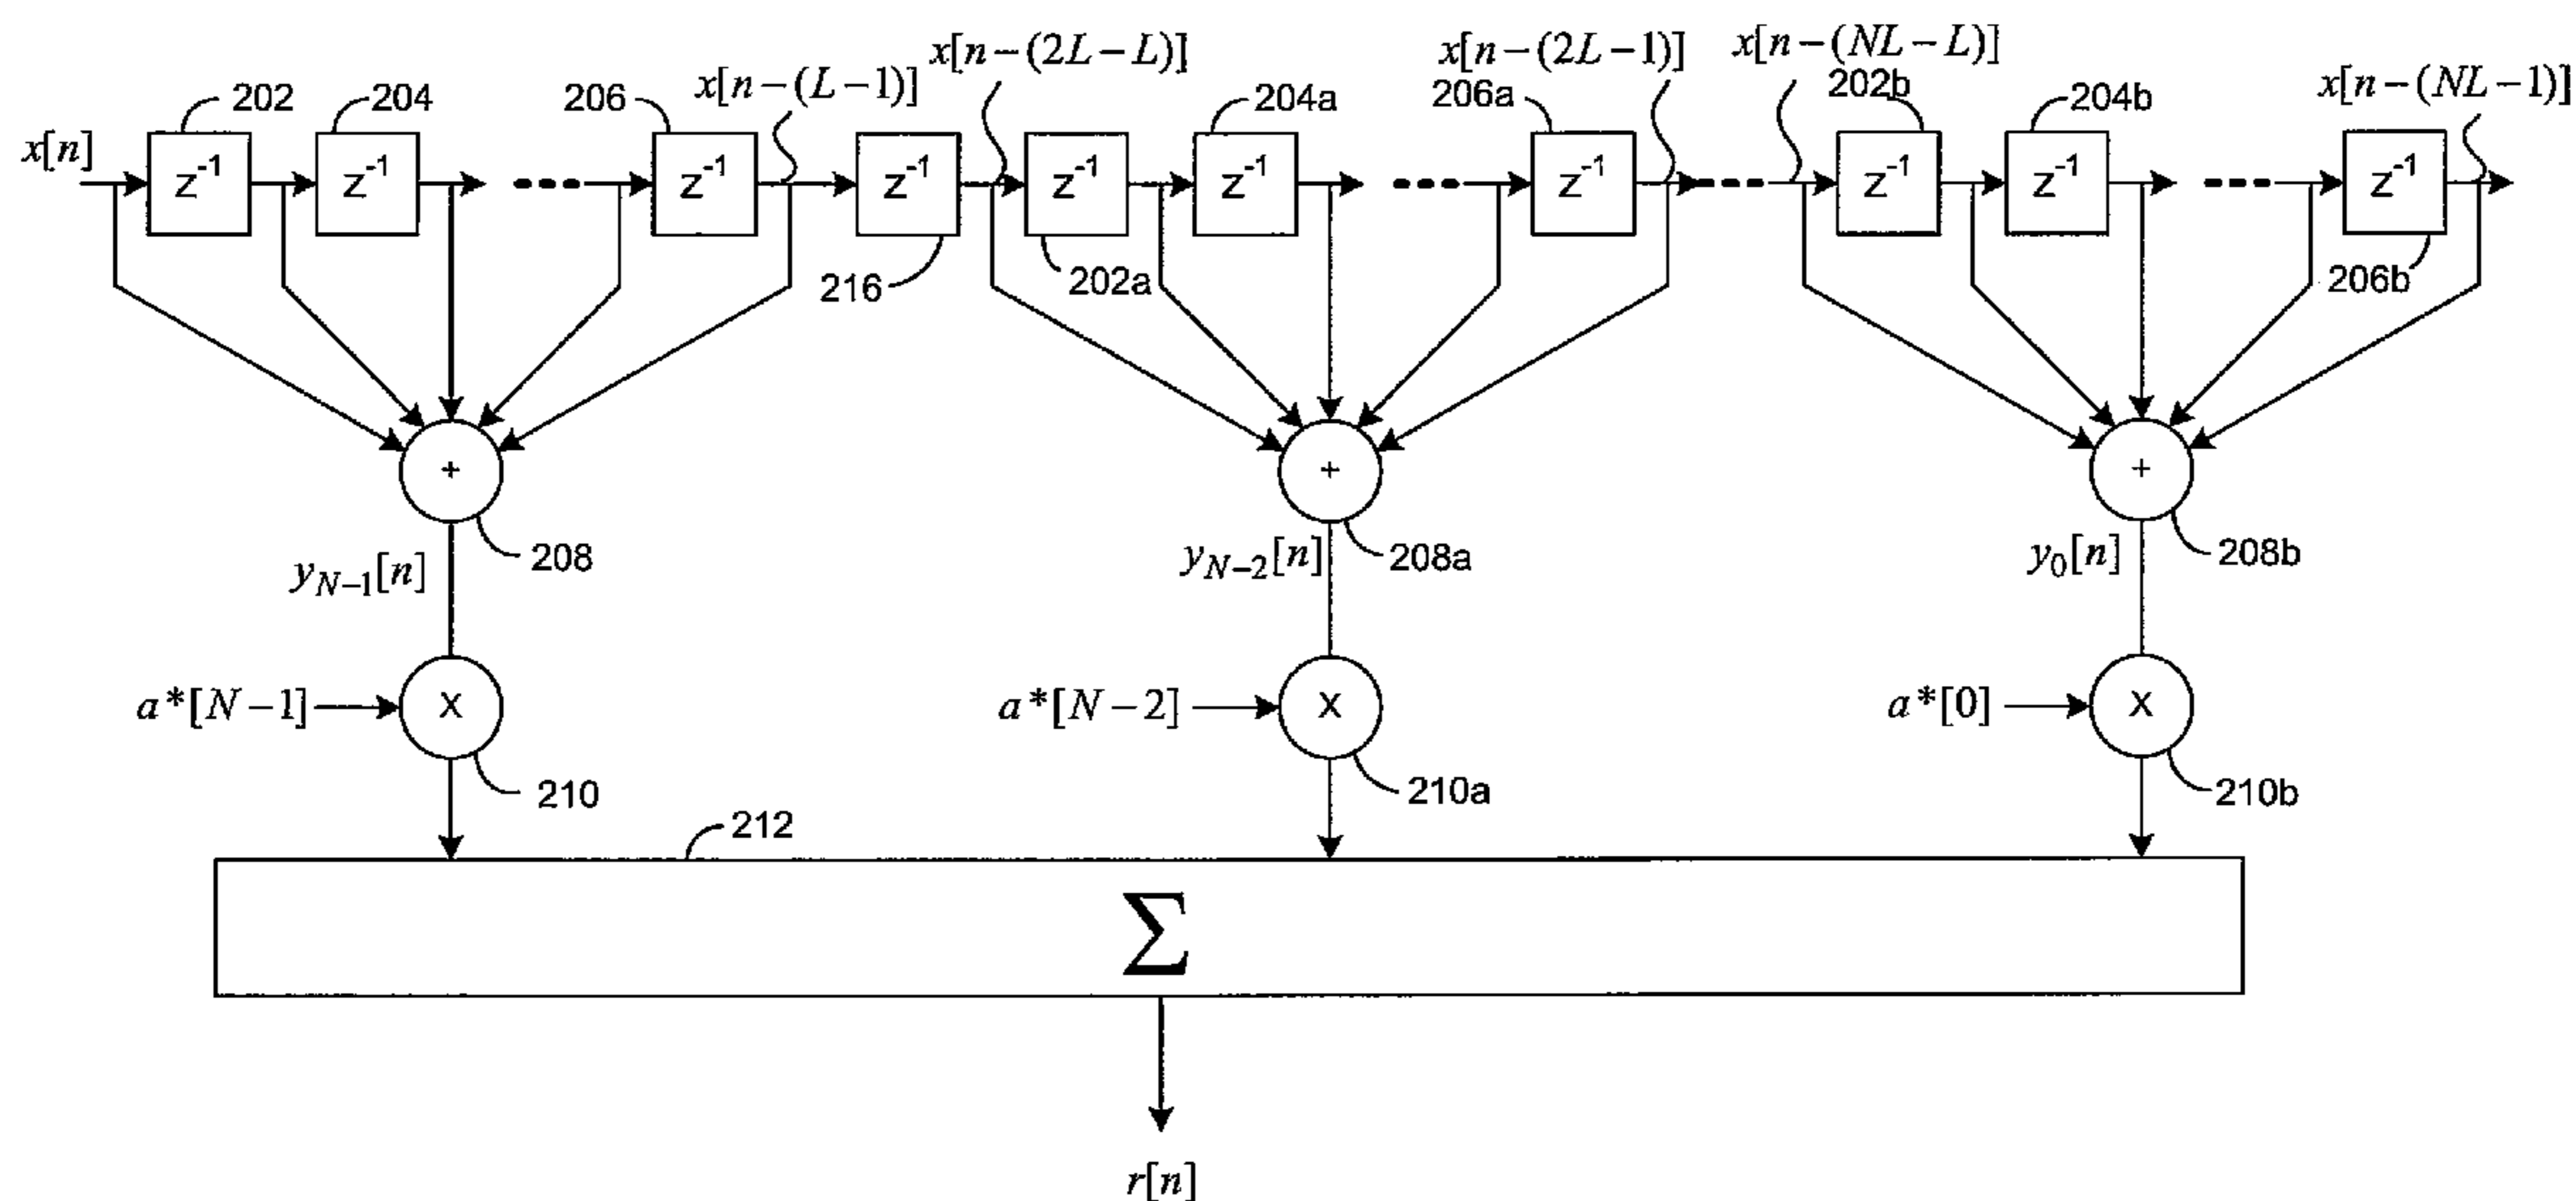 x[n-(2L-L)] x[n-(2L-1)] x[n-(NL-L)]
202 204 206 x[n-(L-1)] 204a 206a 202b 204b x[n-(NL-1)]
x[n] z⁻¹ z⁻¹ z⁻¹ z⁻¹ z⁻¹ z⁻¹ z⁻¹ z⁻¹ z⁻¹ z⁻¹
216 202a 206b
+ + +
208 208a 208b
y_{N-1}[n] y_{N-2}[n] y_0[n]
a*[N-1] X a*[N-2] X a*[0] X
210 210a 210b
212
Σ
r[n]